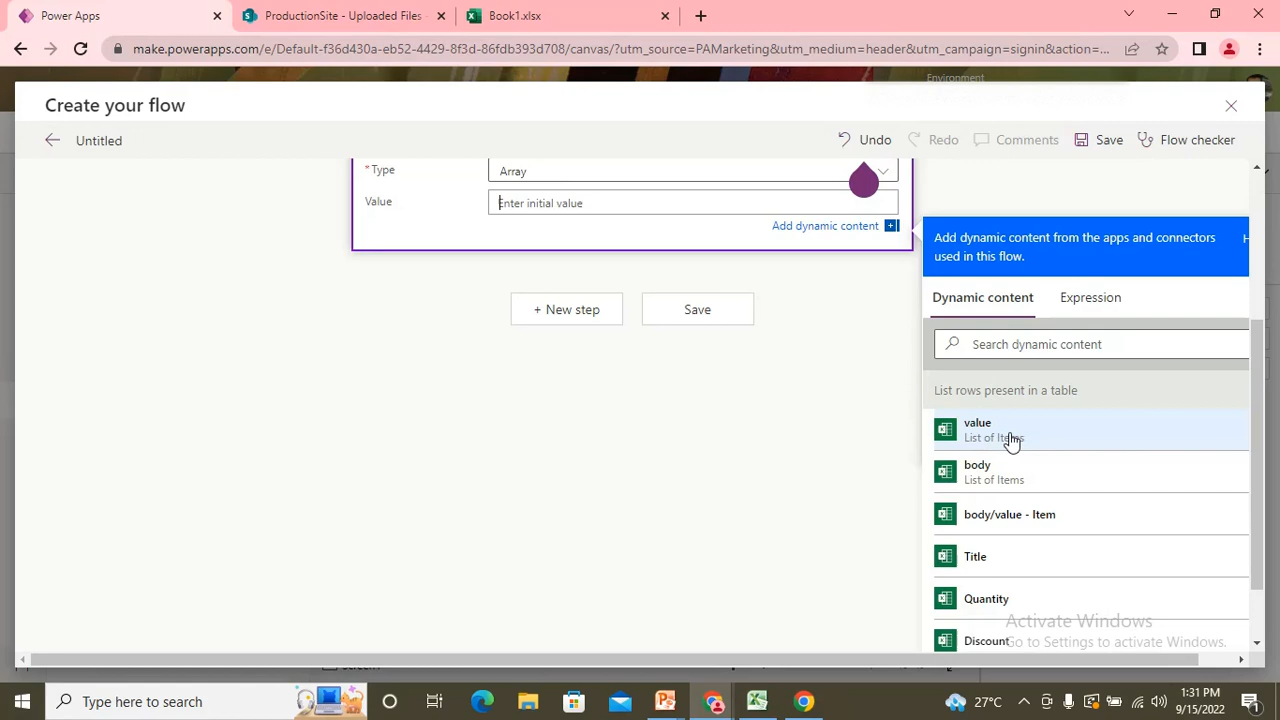 Power Apps
ProductionSite - Uploaded Files -
Book1.xlsx
make.powerapps.com/e/Default-f36d430a-eb52-4429-8f3d-86fdb393d708/canvas/?utm_source=PAMarketing&utm_medium=header&utm_campaign=signin&action=...
Environment
Create your flow
Untitled
Undo
Redo
Comments
Save
Flow checker
*Type
Array
Value
Enter initial value
Add dynamic content
Add dynamic content from the apps and connectors
used in this flow.
H
Dynamic content
Expression
+ New step
Save
Search dynamic content
List rows present in a table
value
List of Items
body
List of Items
body/value - Item
Title
Quantity
Discount
Activate Windows
Go to Settings to activate Windows.
Type here to search
27°C
1:31 PM
9/15/2022
1